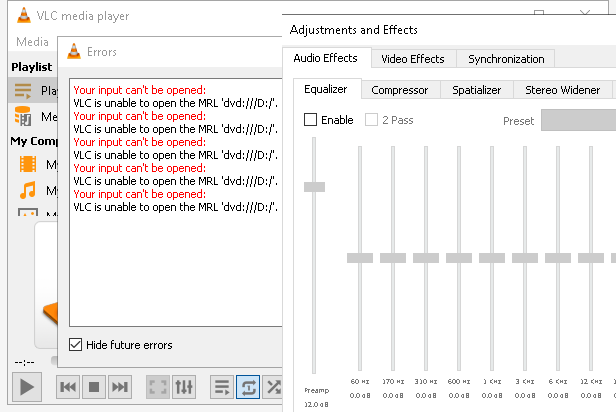 VLC media player
Media
Playlist
Play
Me
My Comp
My
My
My
--:--
Errors
Your input can't be opened:
VLC is unable to open the MRL 'dvd:///D:/'.
Your input can't be opened:
VLC is unable to open the MRL 'dvd:///D:/'.
Your input can't be opened:
VLC is unable to open the MRL 'dvd:///D:/'.
Your input can't be opened:
VLC is unable to open the MRL 'dvd:///D:/'.
Your input can't be opened:
VLC is unable to open the MRL 'dvd:///D:/'.
Hide future errors
Adjustments and Effects
Audio Effects Video Effects Synchronization
Equalizer Compressor Spatializer Stereo Widener
Enable 2 Pass Preset
60 Hz 170 Hz 310 Hz 600 Hz 1 KHz 3 KHz 6 KHz 12 KHz
Preamp 0.0 dB 0.0 dB 0.0 dB 0.0 dB 0.0 dB 0.0 dB 0.0 dB 0.0 dB
12.0 dB